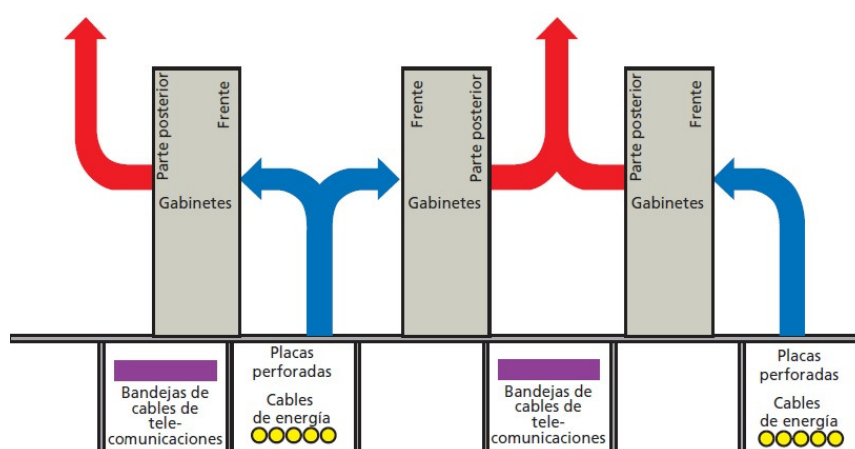 Parte posterior
Frente
Gabinetes
Frente
Parte posterior
Gabinetes
Parte posterior
Frente
Gabinetes
Bandejas de
cables de
tele-
comunicaciones
Placas
perforadas
Cables
de energía
Bandejas de
cables de
tele-
comunicaciones
Placas
perforadas
Cables
de energía